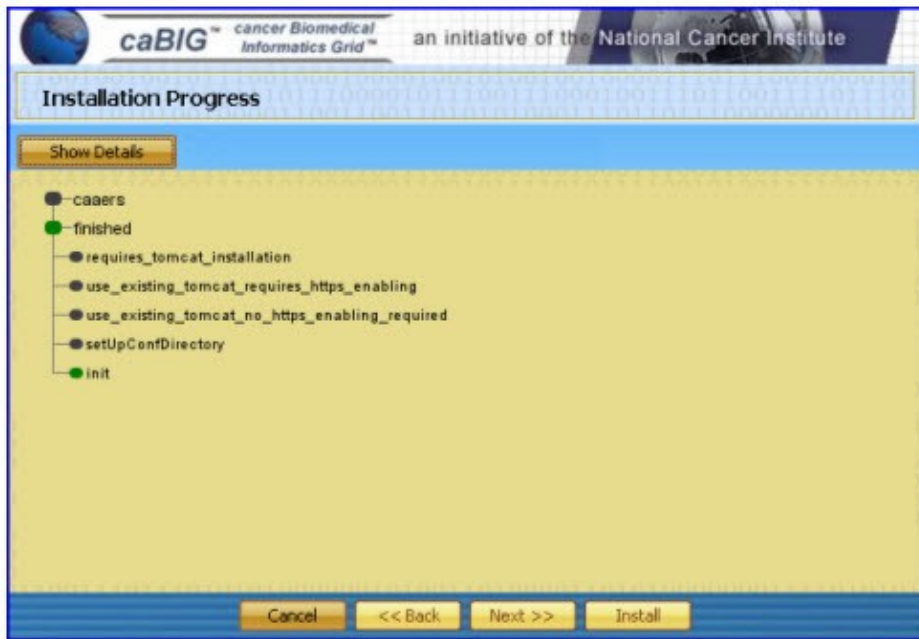 caBIG™ cancer Biomedical Informatics Grid™ an initiative of the National Cancer Institute
Installation Progress
Show Details
caaers
finished
requires_tomcat_installation
use_existing_tomcat_requires_https_enabling
use_existing_tomcat_no_https_enabling_required
setUpConfDirectory
init
Cancel << Back Next >> Install